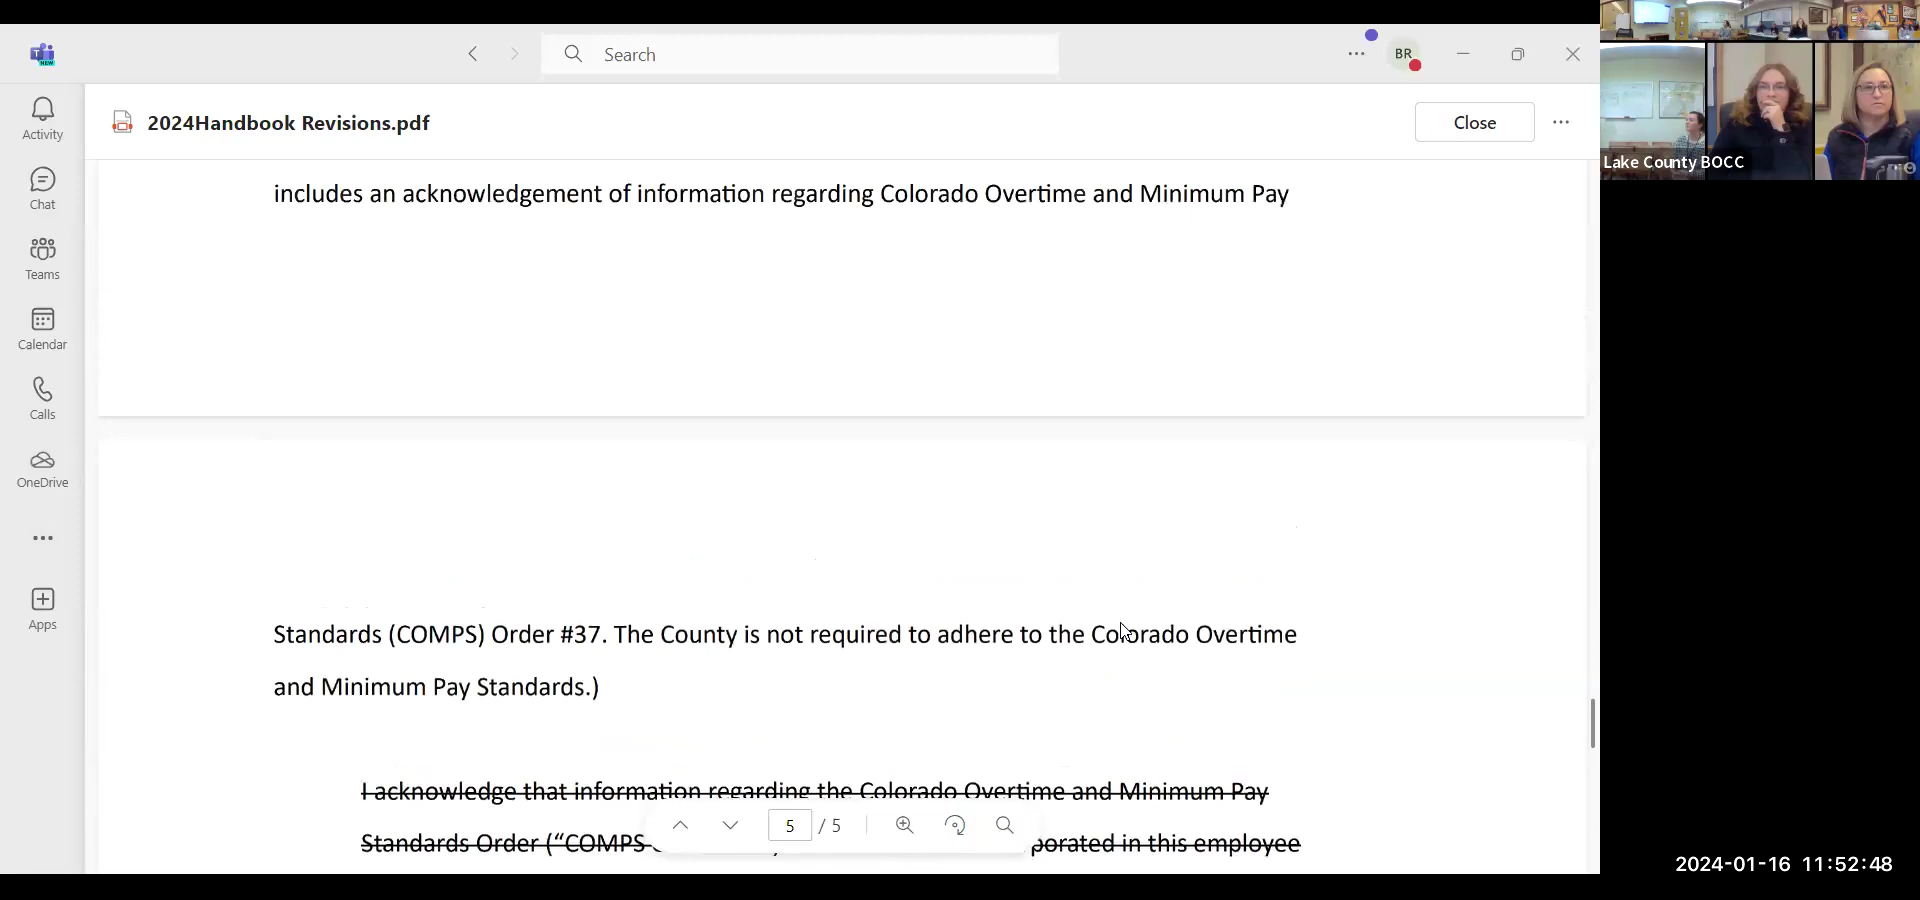 Search
BR
NEW
Activity
Chat
Teams
Calendar
Calls
OneDrive
Apps
2024Handbook Revisions.pdf
Close
includes an acknowledgement of information regarding Colorado Overtime and Minimum Pay
Standards (COMPS) Order #37. The County is not required to adhere to the Colorado Overtime
and Minimum Pay Standards.)
I acknowledge that information regarding the Colorado Overtime and Minimum Pay
Standards Order (“COMPS porated in this employee
5 / 5
Lake County BOCC
2024-01-16 11:52:48